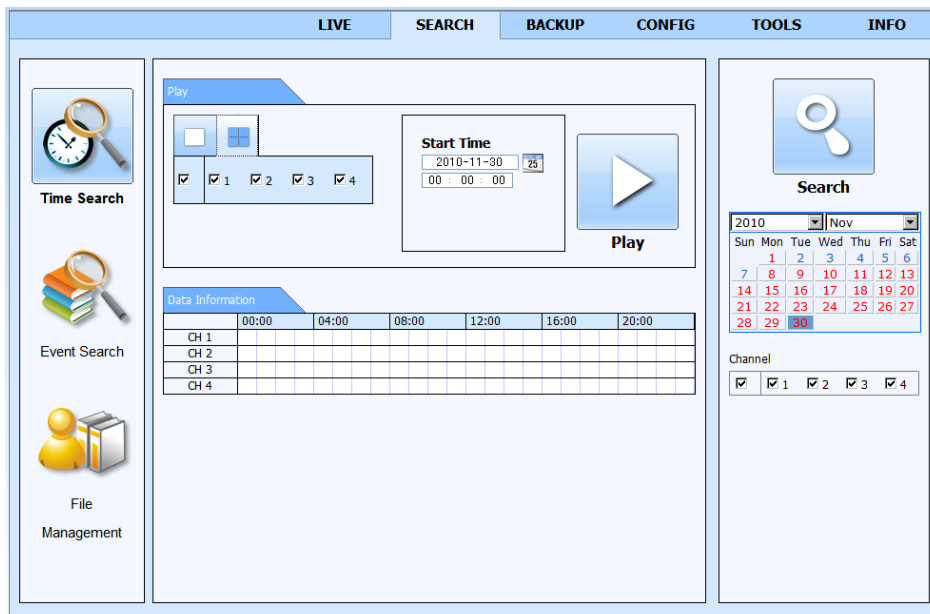 LIVE SEARCH BACKUP CONFIG TOOLS INFO
Time Search
Event Search
File
Management
Play
1 2 3 4
Start Time
2010-11-30 25
00 : 00 : 00
Play
Data Information
00:00 04:00 08:00 12:00 16:00 20:00
CH 1
CH 2
CH 3
CH 4
Search
2010 Nov
Sun Mon Tue Wed Thu Fri Sat
1 2 3 4 5 6
7 8 9 10 11 12 13
14 15 16 17 18 19 20
21 22 23 24 25 26 27
28 29 30
Channel
1 2 3 4